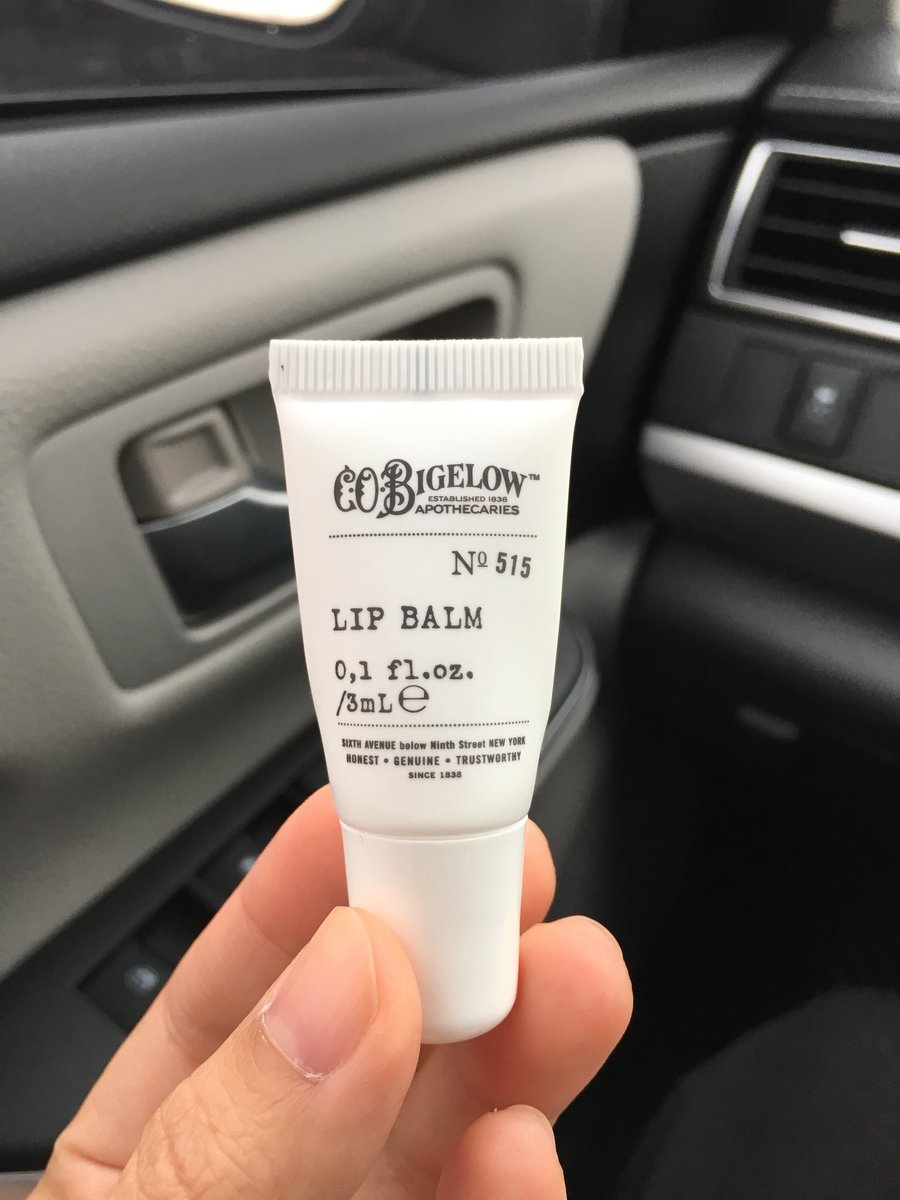 C.O. BIGELOW™
ESTABLISHED 1838
APOTHECARIES
Nº 515
LIP BALM
0,1 fl.oz.
/3mL ℮
SIXTH AVENUE below Ninth Street NEW YORK
HONEST • GENUINE • TRUSTWORTHY
SINCE 1838